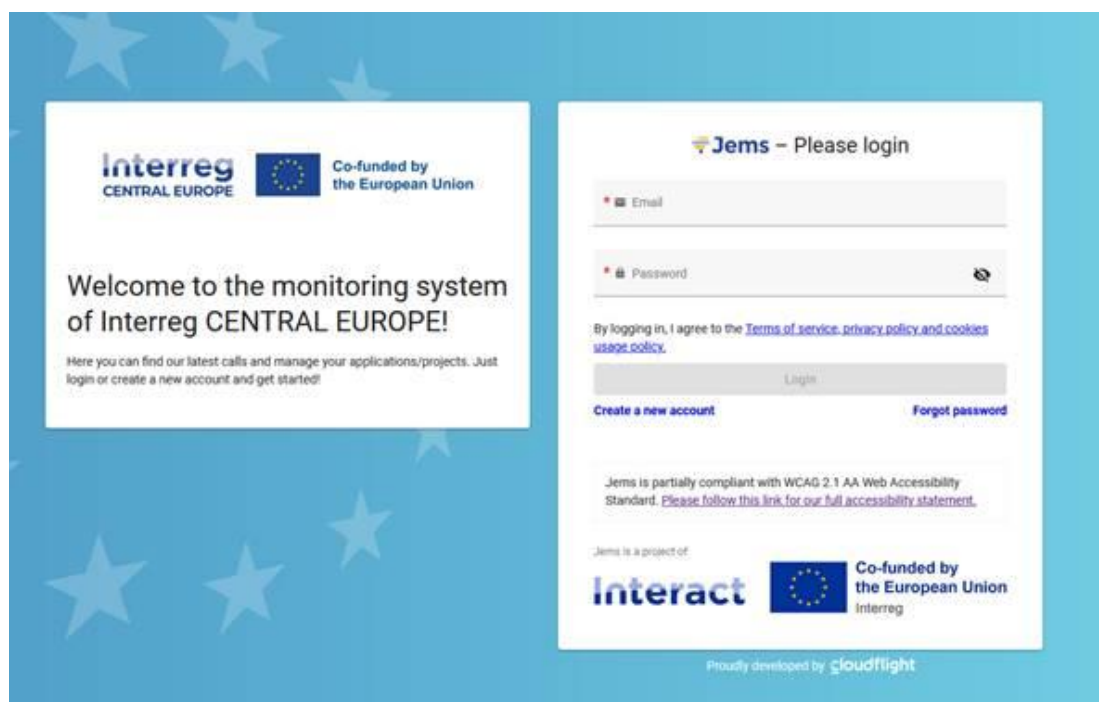 Interreg
CENTRAL EUROPE
Co-funded by
the European Union
Welcome to the monitoring system
of Interreg CENTRAL EUROPE!
Here you can find our latest calls and manage your applications/projects. Just
login or create a new account and get started!
Jems – Please login
* Email
* Password
By logging in, I agree to the Terms of service, privacy policy and cookies
usage policy.
Login
Create a new account
Forgot password
Jems is partially compliant with WCAG 2.1 AA Web Accessibility
Standard. Please follow this link for our full accessibility statement.
Jems is a project of
Interact
Co-funded by
the European Union
Interreg
Proudly developed by cloudflight